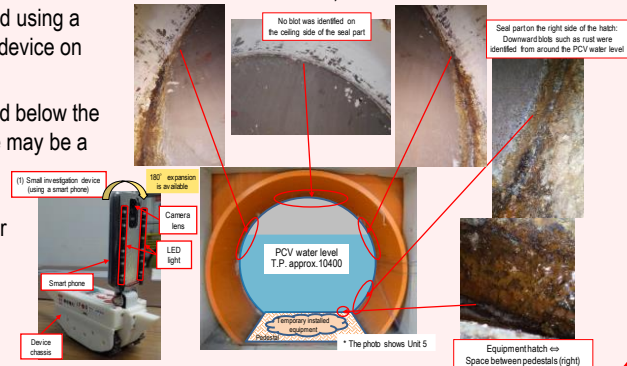 d using a
device on
d below the
e may be a
r
No blot was identified on
the ceiling side of the seal part
Seal part on the right side of the hatch:
Downward blots such as rust were
identified from around the PCV water level
(1) Small investigation device
(using a smart phone)
180° expansion
is available
Camera
lens
LED
light
Smart phone
Device
chassis
PCV water level
T.P. approx.10400
Temporary installed
equipment
Pedestal
* The photo shows Unit 5
Equipment hatch ⇔
Space between pedestals (right)